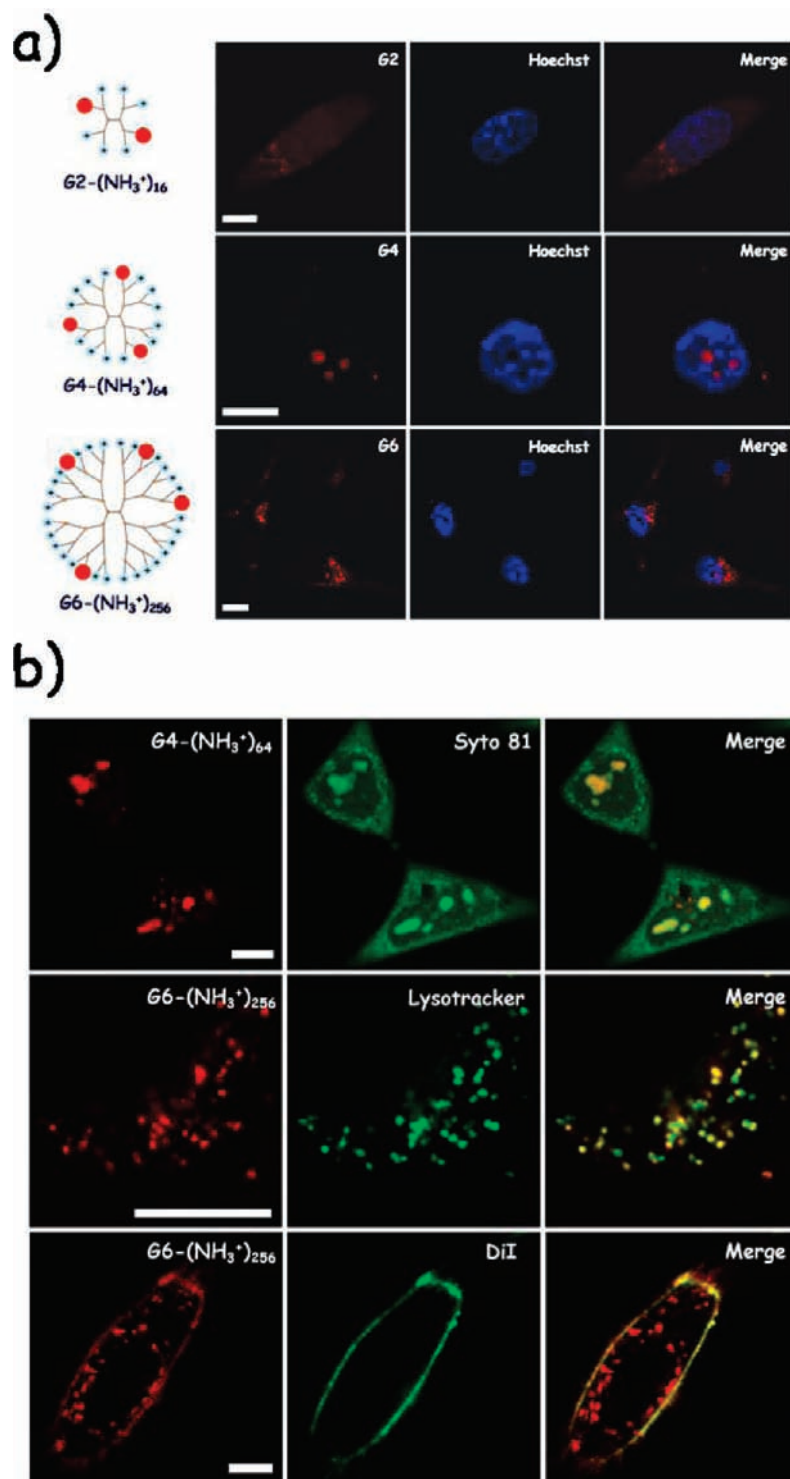 a)
G2 Hoechst Merge
G2-(NH₃⁺)₁₆
G4 Hoechst Merge
G4-(NH₃⁺)₆₄
G6 Hoechst Merge
G6-(NH₃⁺)₂₅₆
b)
G4-(NH₃⁺)₆₄ Syto 81 Merge
G6-(NH₃⁺)₂₅₆ Lysotracker Merge
G6-(NH₃⁺)₂₅₆ DiI Merge